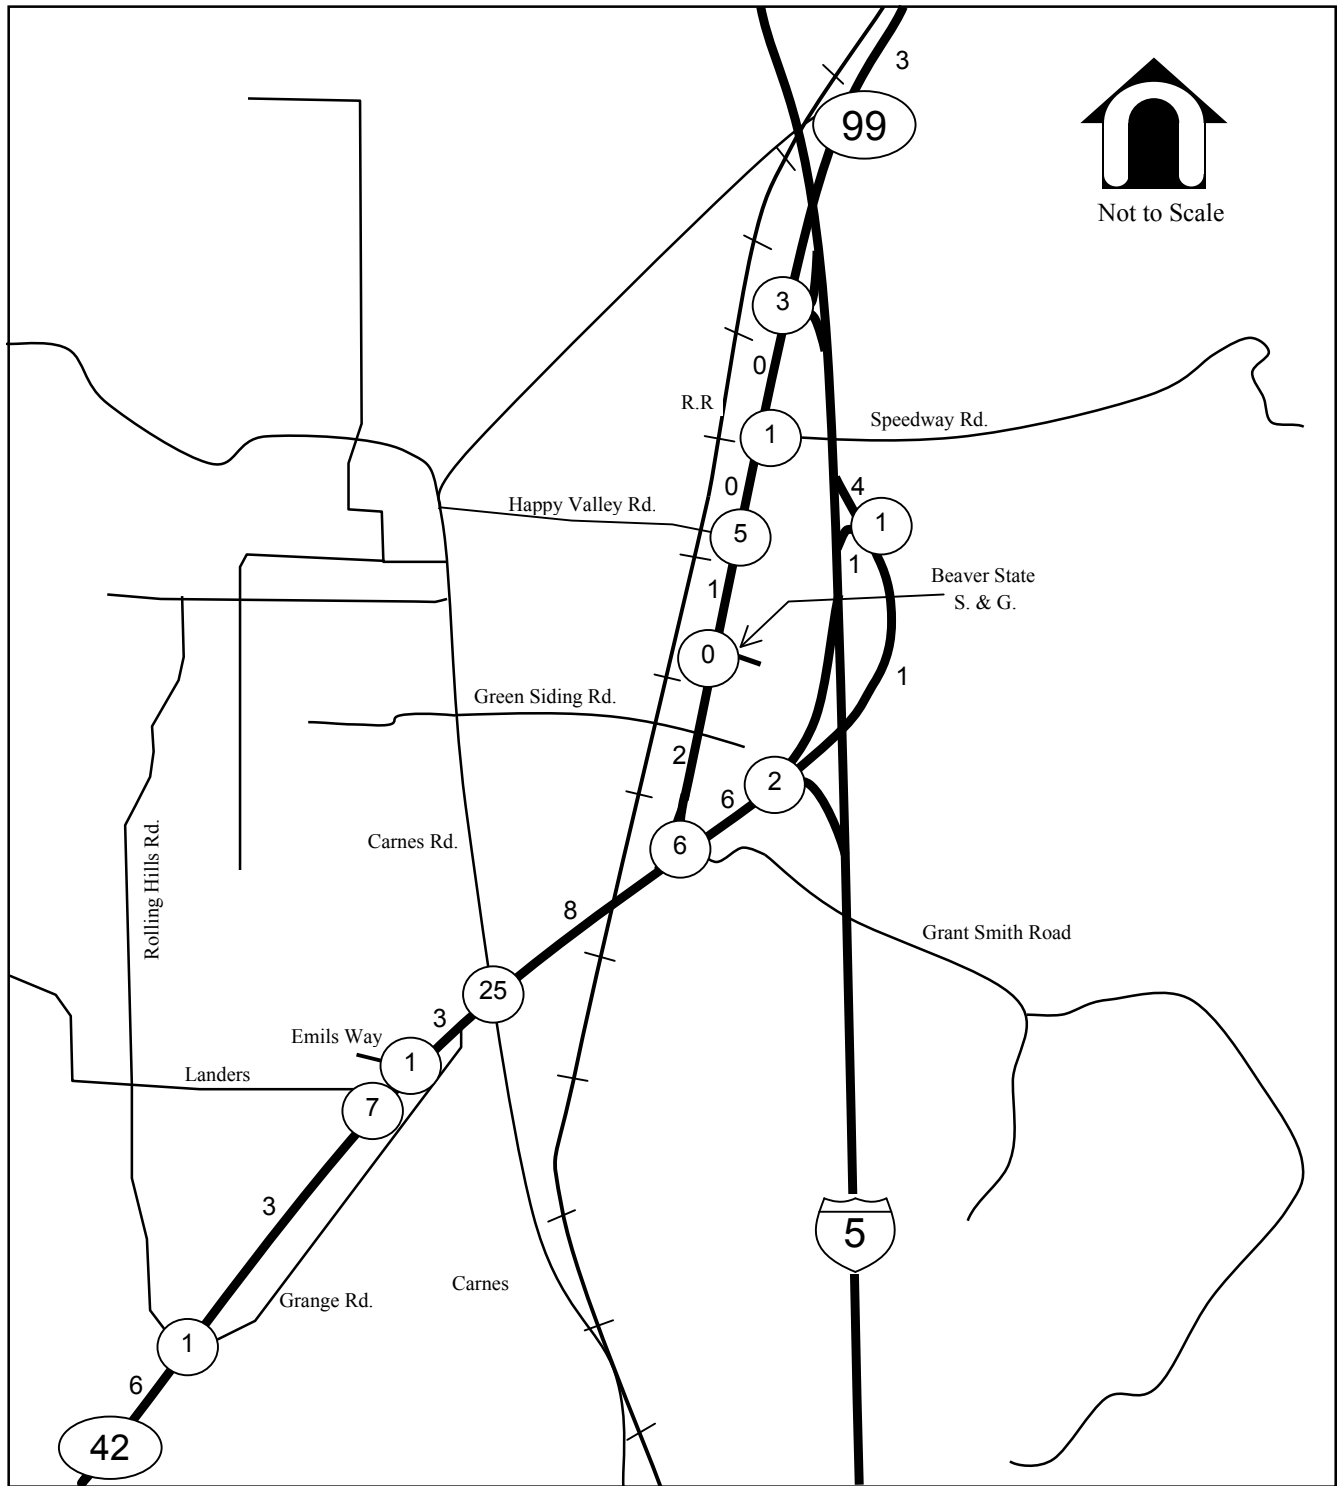 3
99
Not to Scale
3
0
R.R
1
Speedway Rd.
0
4
Happy Valley Rd.
5
1
1
Beaver State
S. & G.
1
0
1
Green Siding Rd.
2
2
6
Carnes Rd.
6
Rolling Hills Rd.
8
Grant Smith Road
25
3
Emils Way
1
Landers
7
3
5
Carnes
Grange Rd.
1
6
42